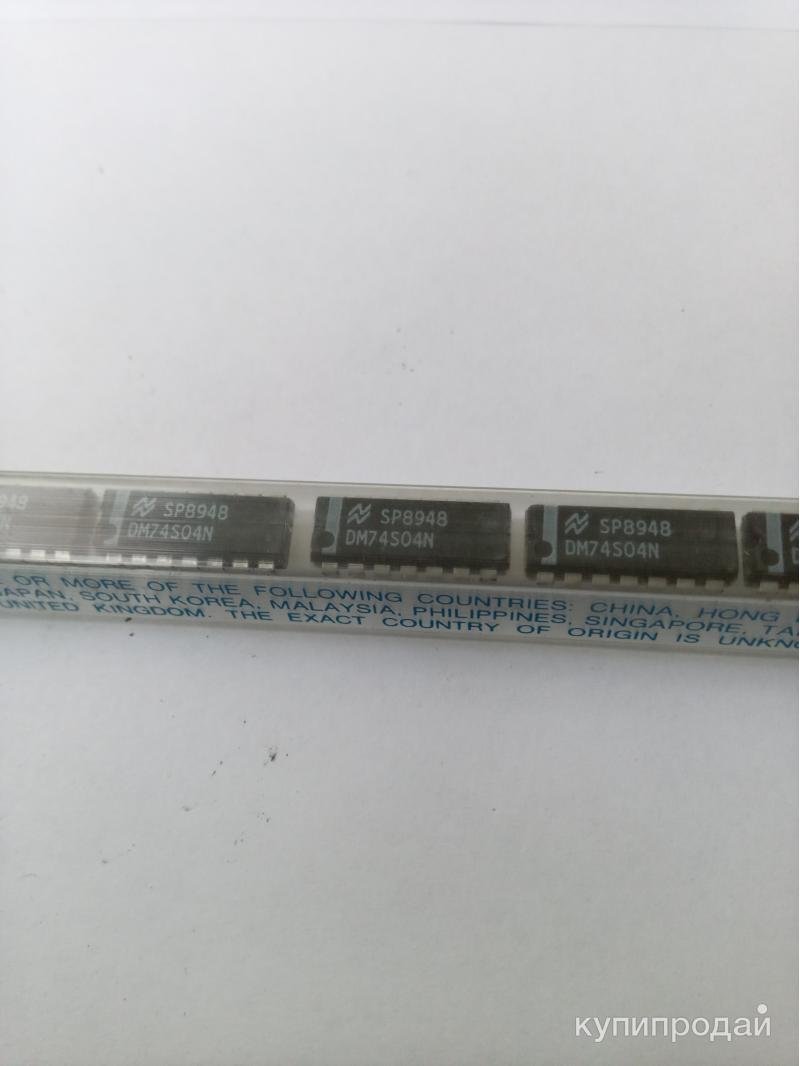 SP8948
DM74S04N
SP8948
DM74S04N
SP8948
DM74S04N
OR MORE OF THE FOLLOWING COUNTRIES: CHINA, HONG
JAPAN, SOUTH KOREA, MALAYSIA, PHILIPPINES, SINGAPORE,
UNITED KINGDOM. THE EXACT COUNTRY OF ORIGIN IS
купипродай